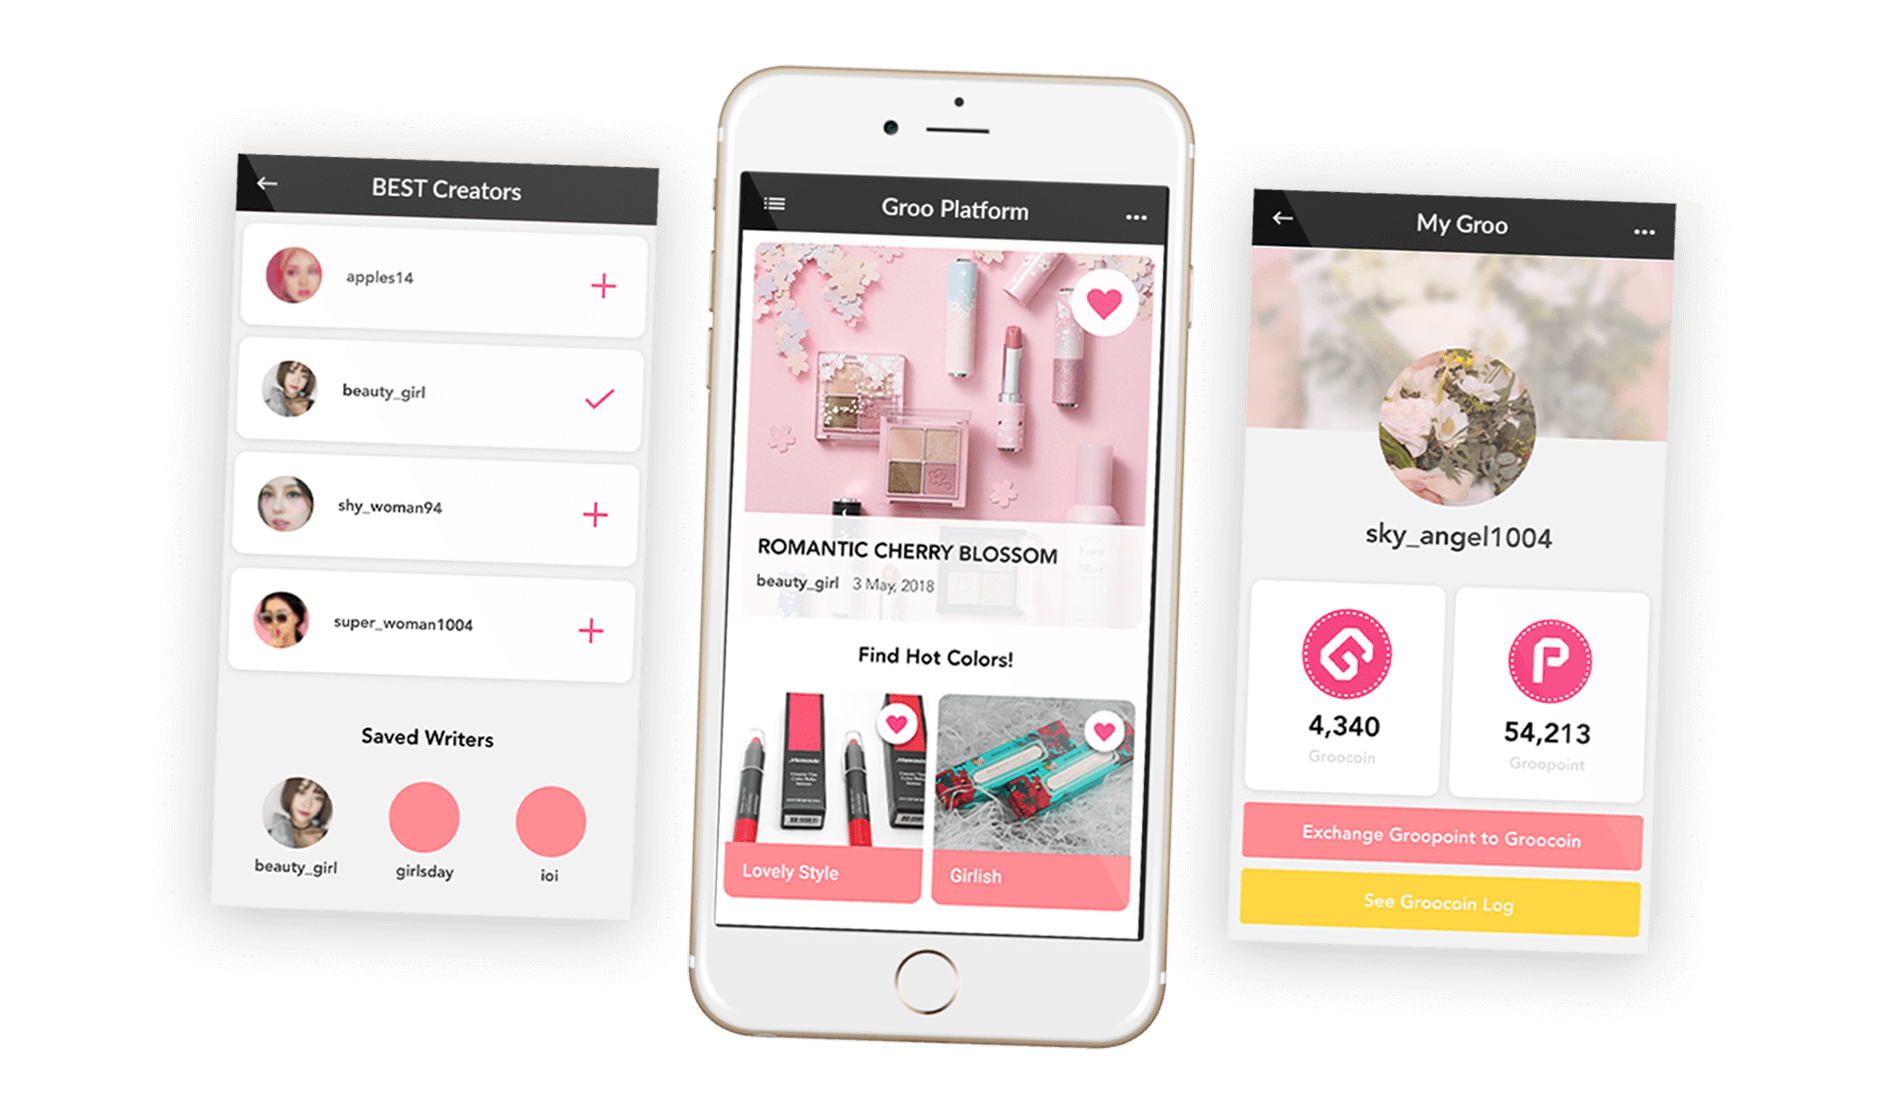 BEST Creators
apples14
beauty_girl
shy_woman94
super_woman1004
Saved Writers
beauty_girl
girlsday
ioi
Groo Platform
ROMANTIC CHERRY BLOSSOM
beauty_girl 3 May, 2018
Face
Blur
Find Hot Colors!
Lovely Style
Girlish
My Groo
sky_angel1004
G
4,340
Groocoin
P
54,213
Groopoint
Exchange Groopoint to Groocoin
See Groocoin Log